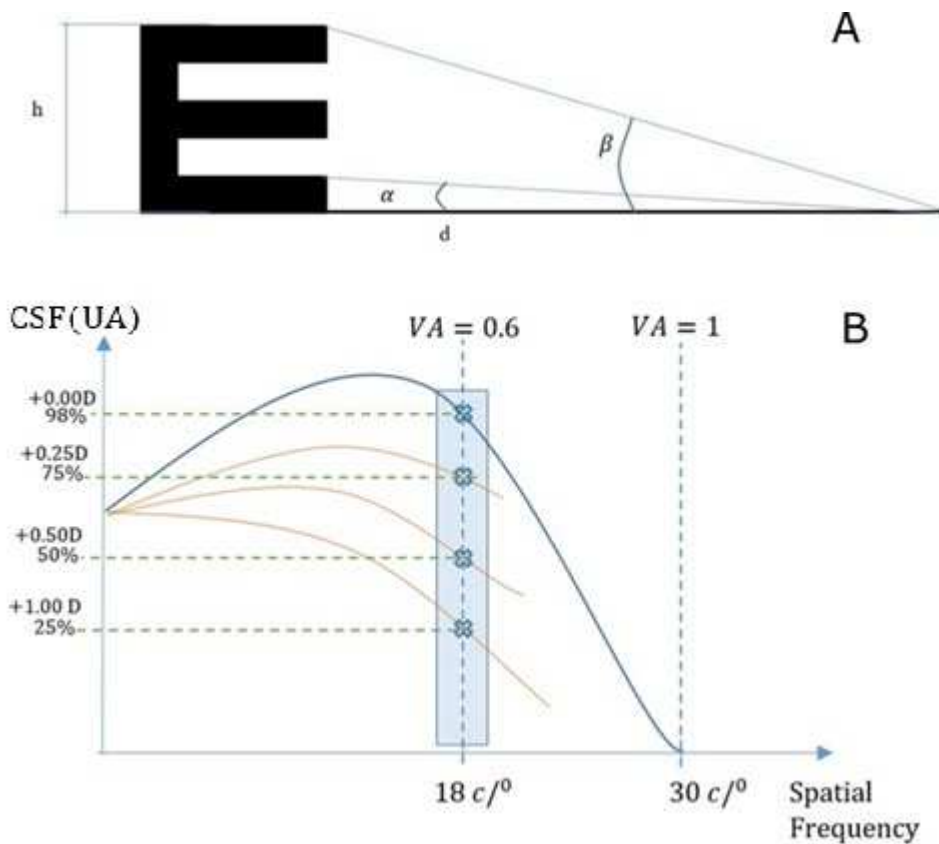 A
h
β
α
d
CSF(UA)
VA = 0.6
VA = 1
B
+0.00D
98%
+0.25D
75%
+0.50D
50%
+1.00 D
25%
18 c/⁰
30 c/⁰
Spatial
Frequency